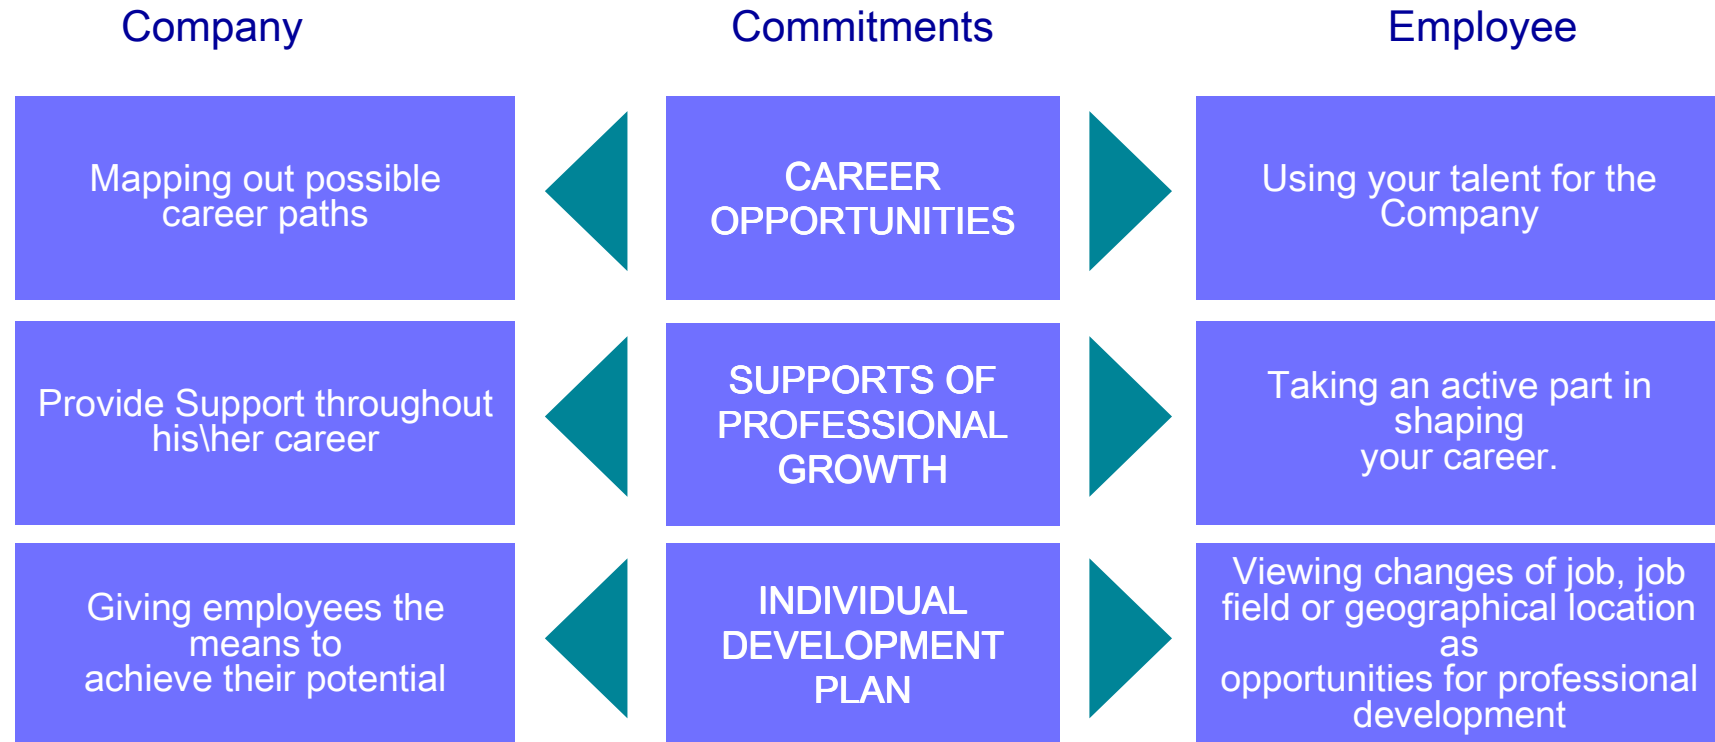 Company
Commitments
Employee
Mapping out possible
career paths
CAREER
OPPORTUNITIES
Using your talent for the
Company
Provide Support throughout
his\her career
SUPPORTS OF
PROFESSIONAL
GROWTH
Taking an active part in
shaping
your career.
Giving employees the
means to
achieve their potential
INDIVIDUAL
DEVELOPMENT
PLAN
Viewing changes of job, job
field or geographical location
as
opportunities for professional
development